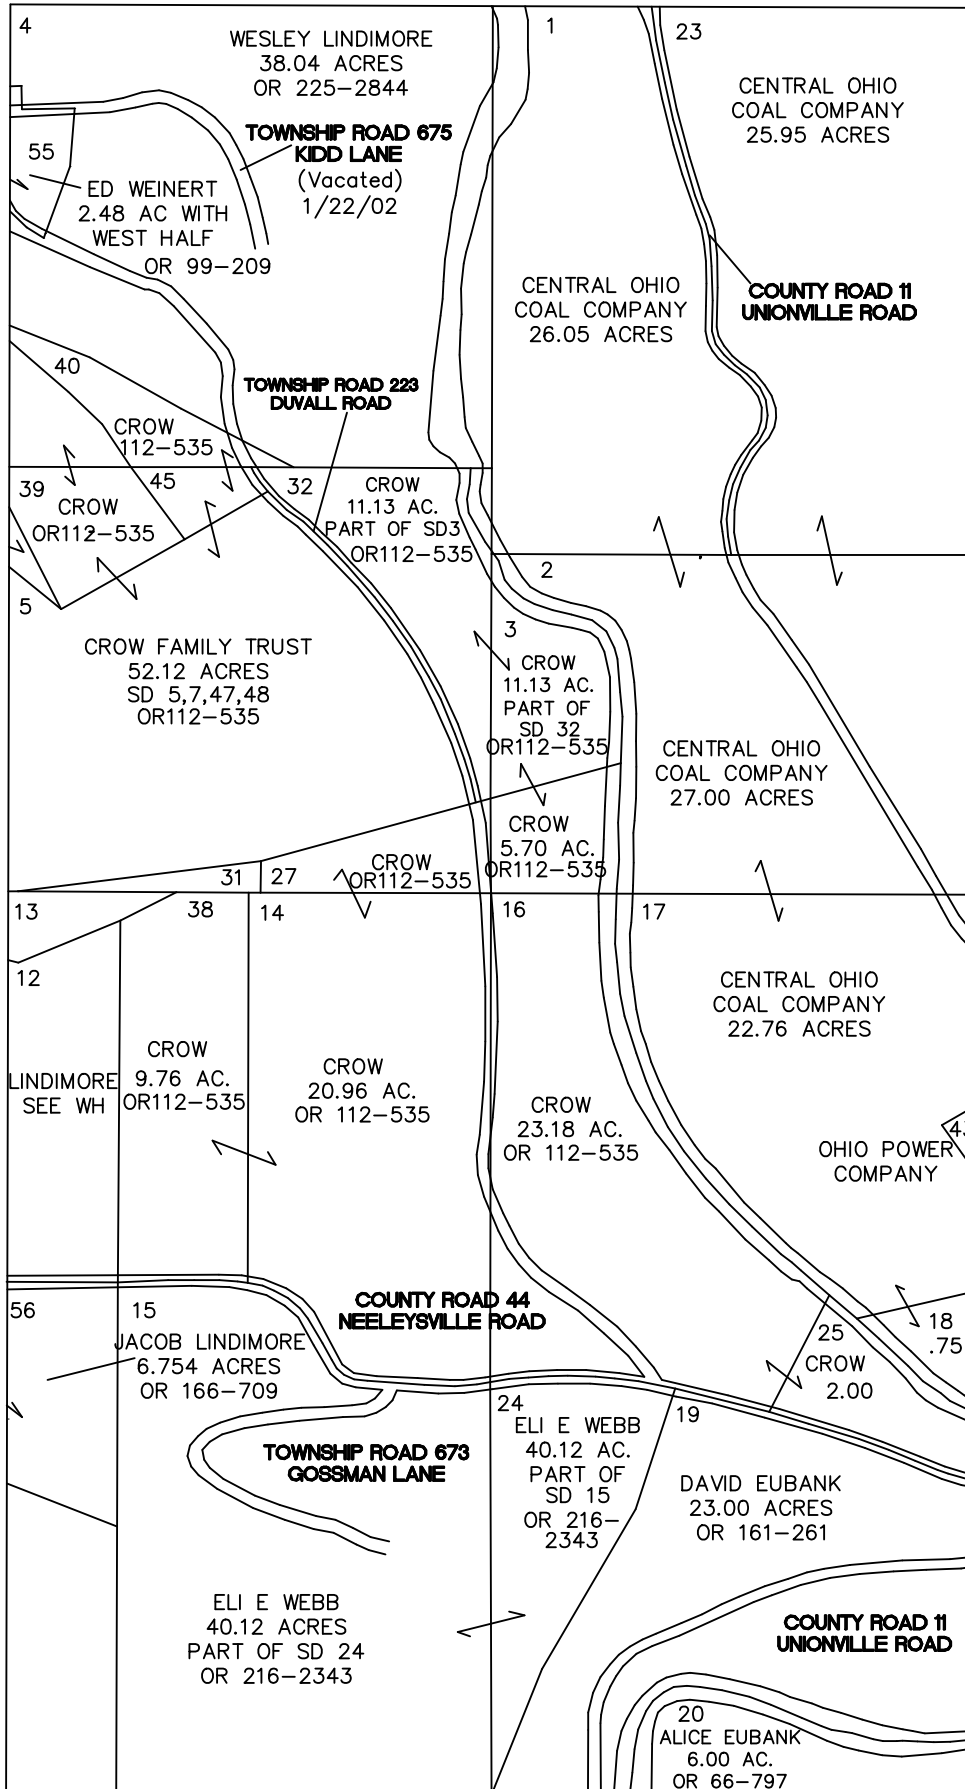 4
WESLEY LINDIMORE
38.04 ACRES
OR 225-2844
1
23
CENTRAL OHIO
COAL COMPANY
25.95 ACRES
TOWNSHIP ROAD 675
KIDD LANE
(Vacated)
1/22/02
55
ED WEINERT
2.48 AC WITH
WEST HALF
OR 99-209
CENTRAL OHIO
COAL COMPANY
26.05 ACRES
COUNTY ROAD 11
UNIONVILLE ROAD
40
TOWNSHIP ROAD 223
DUVALL ROAD
CROW
112-535
39
CROW
OR112-535
45
32
CROW
11.13 AC.
PART OF SD3
OR112-535
2
5
CROW FAMILY TRUST
52.12 ACRES
SD 5,7,47,48
OR112-535
3
CROW
11.13 AC.
PART OF
SD 32
OR112-535
CENTRAL OHIO
COAL COMPANY
27.00 ACRES
CROW
5.70 AC.
OR112-535
31
27
CROW
OR112-535
13
38
14
16
17
12
CENTRAL OHIO
COAL COMPANY
22.76 ACRES
LINDIMORE
SEE WH
CROW
9.76 AC.
OR112-535
CROW
20.96 AC.
OR 112-535
CROW
23.18 AC.
OR 112-535
43
OHIO POWER
COMPANY
56
15
COUNTY ROAD 44
NEELEYSVILLE ROAD
JACOB LINDIMORE
6.754 ACRES
OR 166-709
25
CROW
2.00
18
.75
24
19
TOWNSHIP ROAD 673
GOSSMAN LANE
ELI E WEBB
40.12 AC.
PART OF
SD 15
OR 216-
2343
DAVID EUBANK
23.00 ACRES
OR 161-261
ELI E WEBB
40.12 ACRES
PART OF SD 24
OR 216-2343
COUNTY ROAD 11
UNIONVILLE ROAD
20
ALICE EUBANK
6.00 AC.
OR 66-797